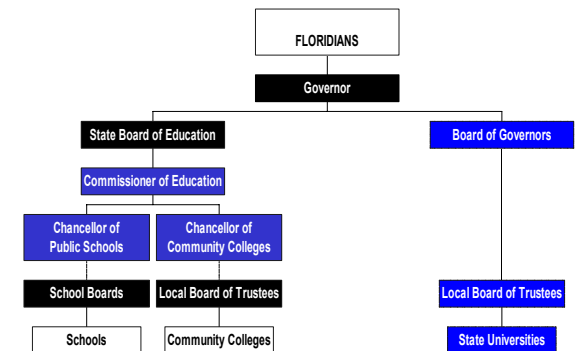 FLORIDIANS
Governor
State Board of Education
Board of Governors
Commissioner of Education
Chancellor of
Public Schools
Chancellor of
Community Colleges
School Boards
Local Board of Trustees
Local Board of Trustees
Schools
Community Colleges
State Universities